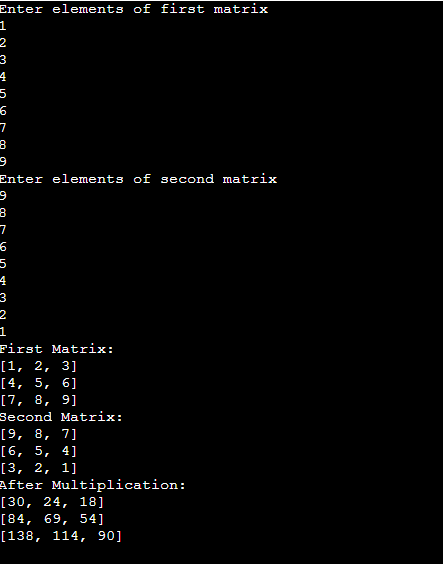 Enter elements of first matrix
1
2
3
4
5
6
7
8
9
Enter elements of second matrix
9
8
7
6
5
4
3
2
1
First Matrix:
[1, 2, 3]
[4, 5, 6]
[7, 8, 9]
Second Matrix:
[9, 8, 7]
[6, 5, 4]
[3, 2, 1]
After Multiplication:
[30, 24, 18]
[84, 69, 54]
[138, 114, 90]